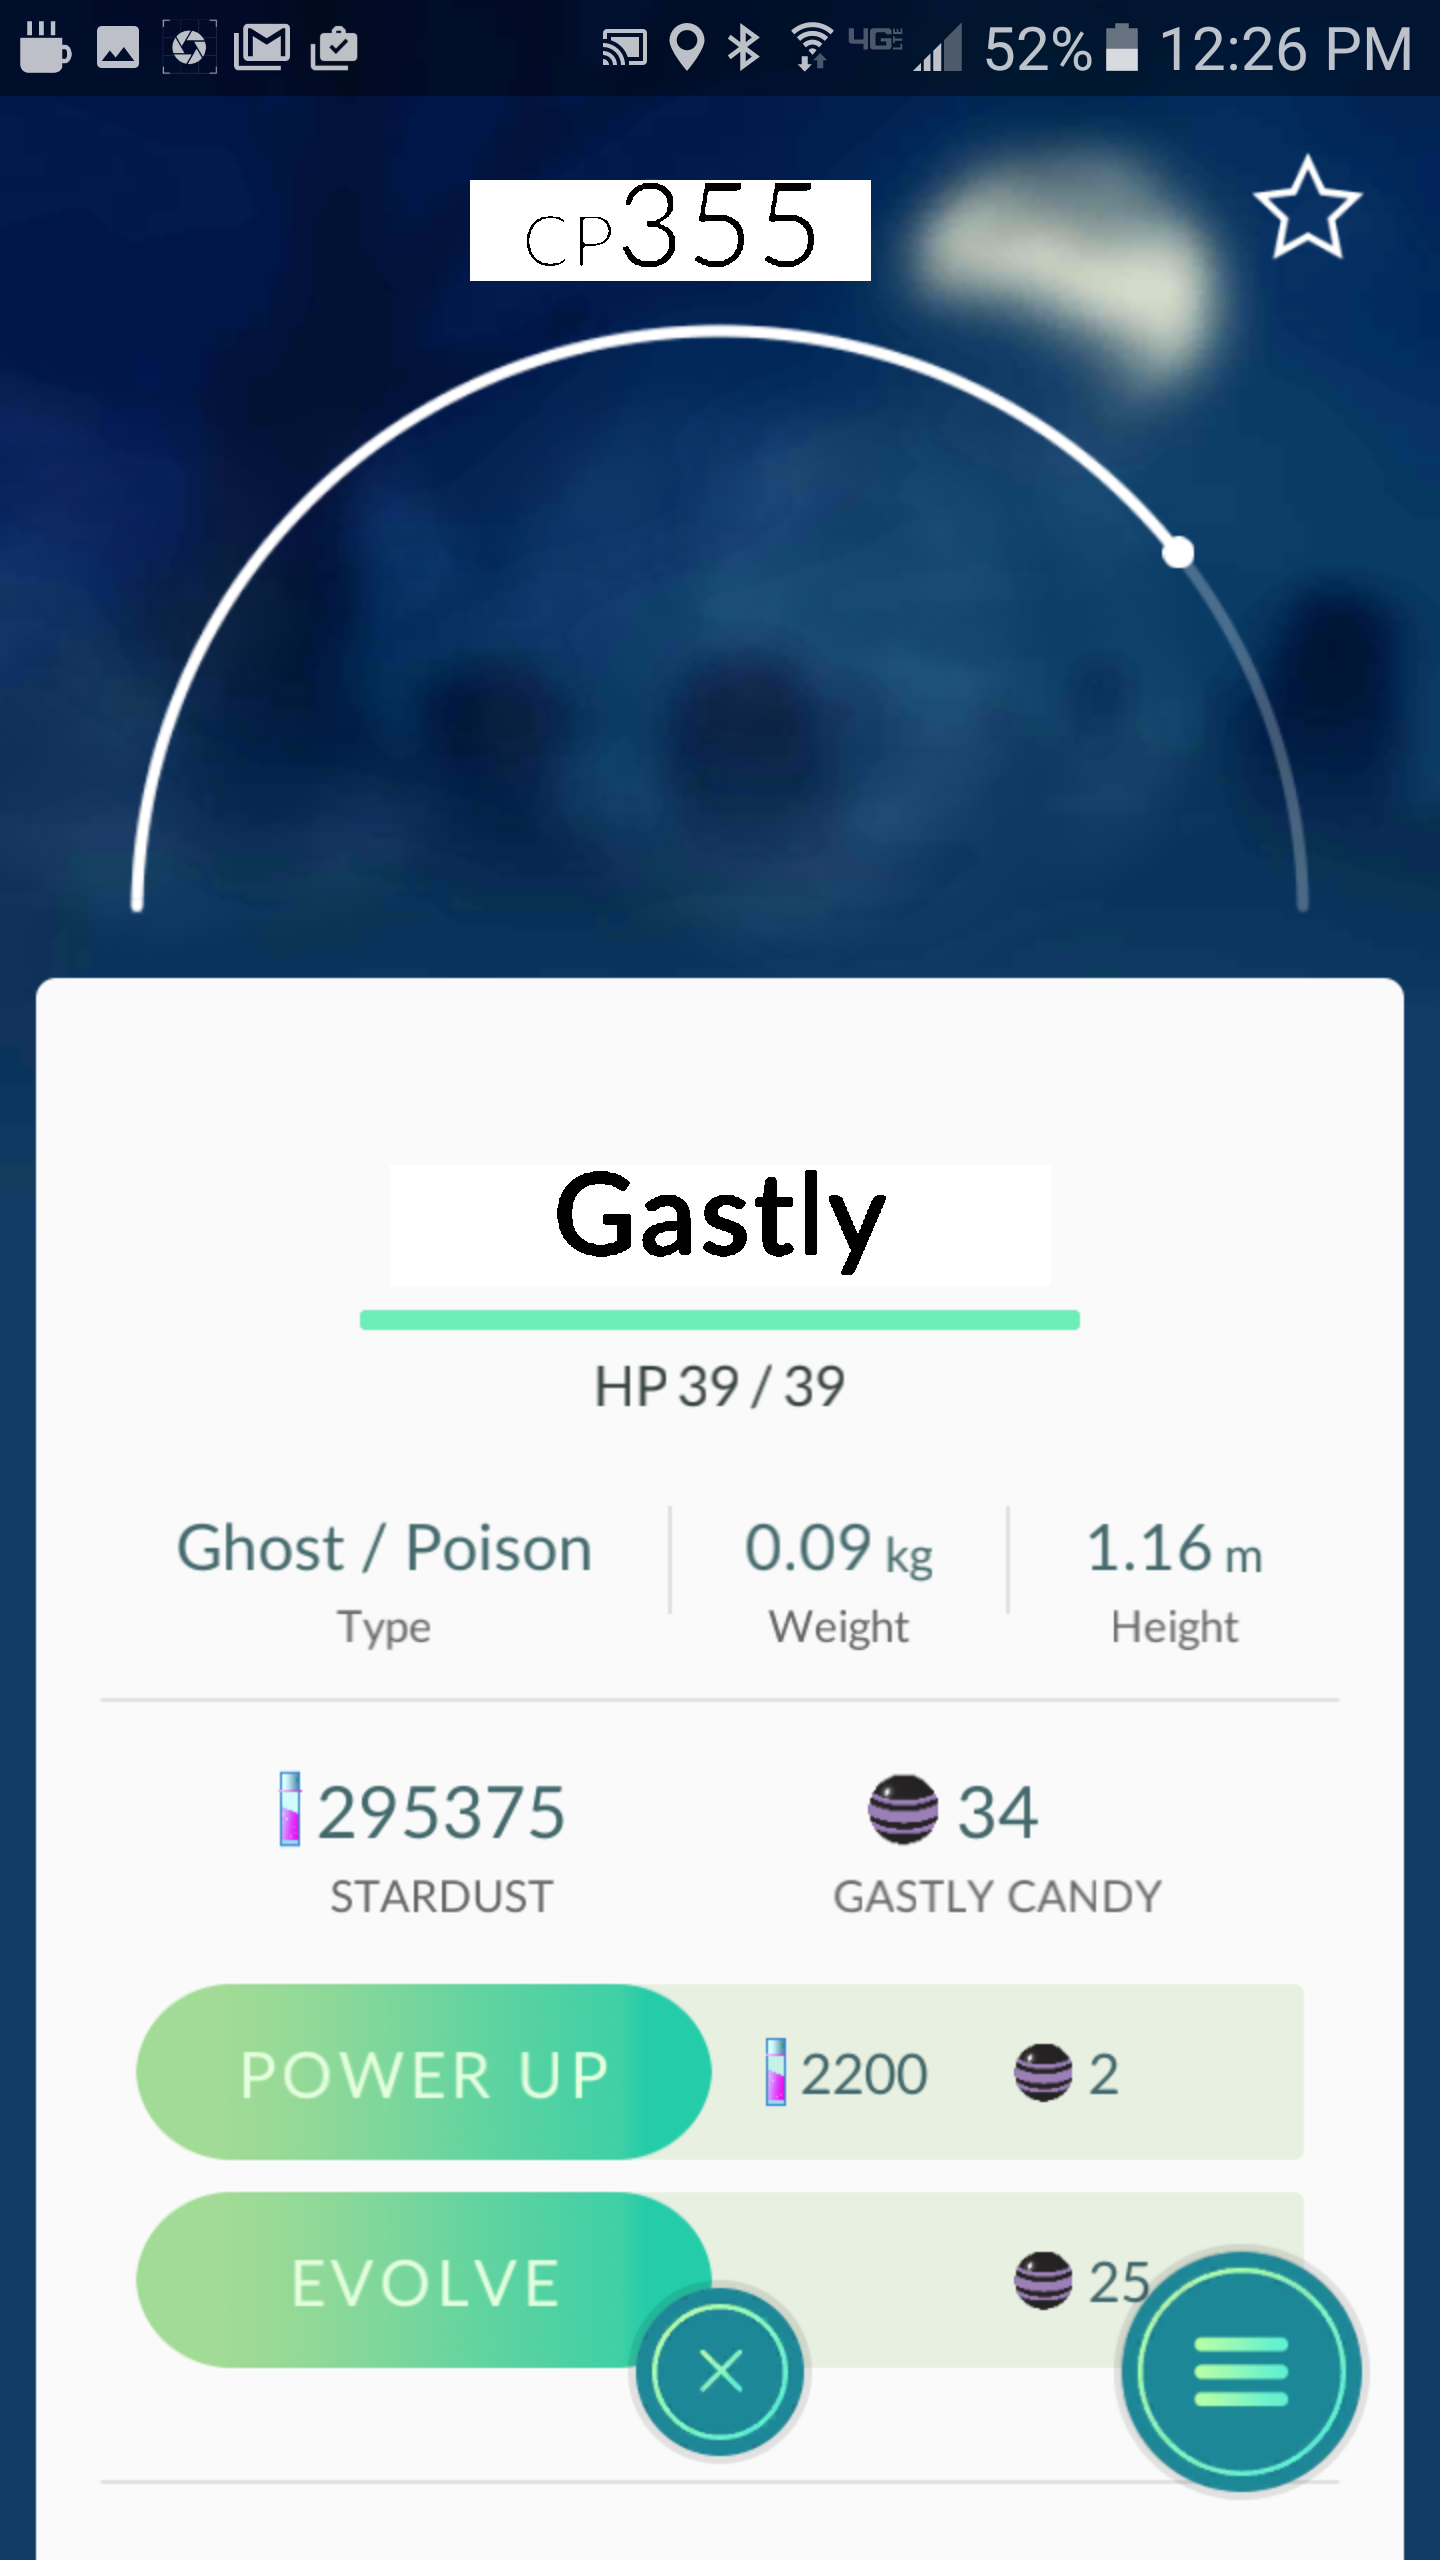 4G LTE 52% 12:26 PM
CP355
Gastly
HP 39 / 39
Ghost / Poison 0.09 kg 1.16 m
Type Weight Height
295375 34
STARDUST GASTLY CANDY
POWER UP 2200 2
EVOLVE 25